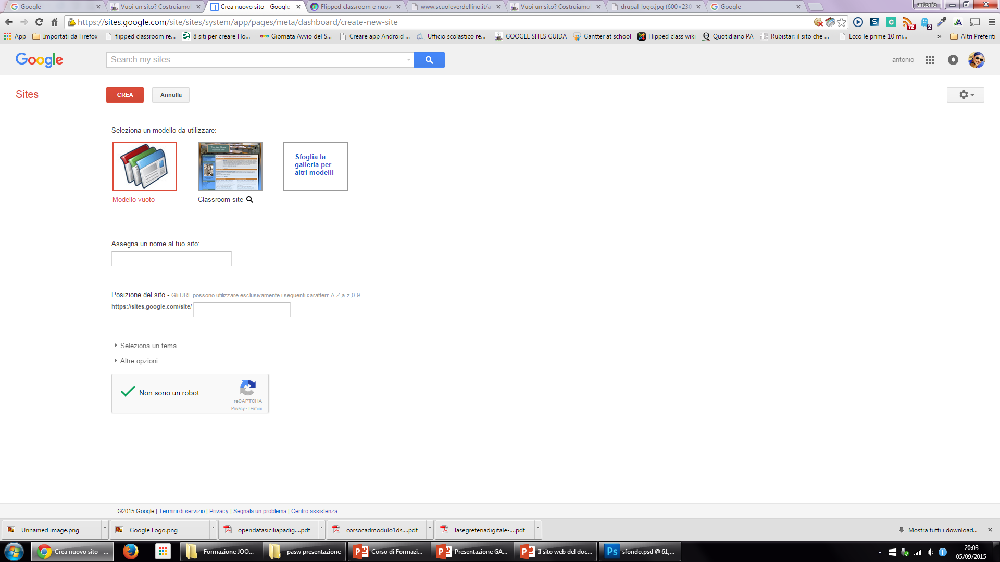 Google
Vuoi un sito? Costruiamol
Crea nuovo sito - Google
Flipped classroom e nuovi
www.scuoleverdellino.it/at
Vuoi un sito? Costruiamol
drupal-logo.jpg (600×230
Google
antonio
https://sites.google.com/site/sites/system/app/pages/meta/dashboard/create-new-site
72
2
App
Importati da Firefox
flipped classroom re...
8 siti per creare Flo...
Giornata Avvio del S...
Creare app Android ...
Ufficio scolastico re...
GOOGLE SITES GUIDA
Gantter at school
Flipped class wiki
Quotidiano PA
Rubistar: il sito che ...
Ecco le prime 10 mi...
»
Altri Preferiti
Google
Search my sites
antonio
Sites
CREA
Annulla
Seleziona un modello da utilizzare:
Teacher Name
Sfoglia la
galleria per
altri modelli
Modello vuoto
Classroom site
Assegna un nome al tuo sito:
Posizione del sito - Gli URL possono utilizzare esclusivamente i seguenti caratteri: A-Z,a-z,0-9
https://sites.google.com/site/
Seleziona un tema
Altre opzioni
Non sono un robot
reCAPTCHA
Privacy - Termini
©2015 Google | Termini di servizio | Privacy | Segnala un problema | Centro assistenza
Unnamed image.png
Google Logo.png
opendatasiciliapadig....pdf
corsocadmodulo1ds....pdf
lasegreteriadigitale-....pdf
Mostra tutti i download...
Crea nuovo sito - ...
Formazione JOO...
pasw presentazione
Corso di Formazi...
Presentazione GA...
Il sito web del doc...
Ps
sfondo.psd @ 61,...
20:03
05/09/2015